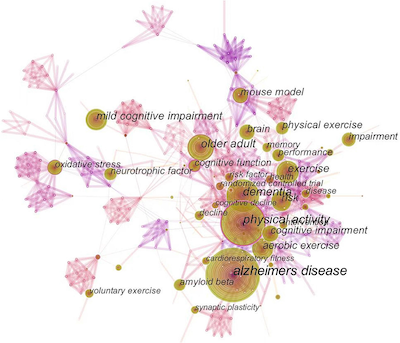 mouse model
mild cognitive impairment
physical exercise
brain
impairment
older adult
memory
performance
oxidative stress
cognitive function
exercise
neurotrophic factor
risk factor
health
randomized controlled trial
dementia
disease
risk
cognitive decline
decline
physical activity
intervention
cognitive impairment
aerobic exercise
cardiorespiratory fitness
alzheimers disease
amyloid beta
voluntary exercise
synaptic plasticity